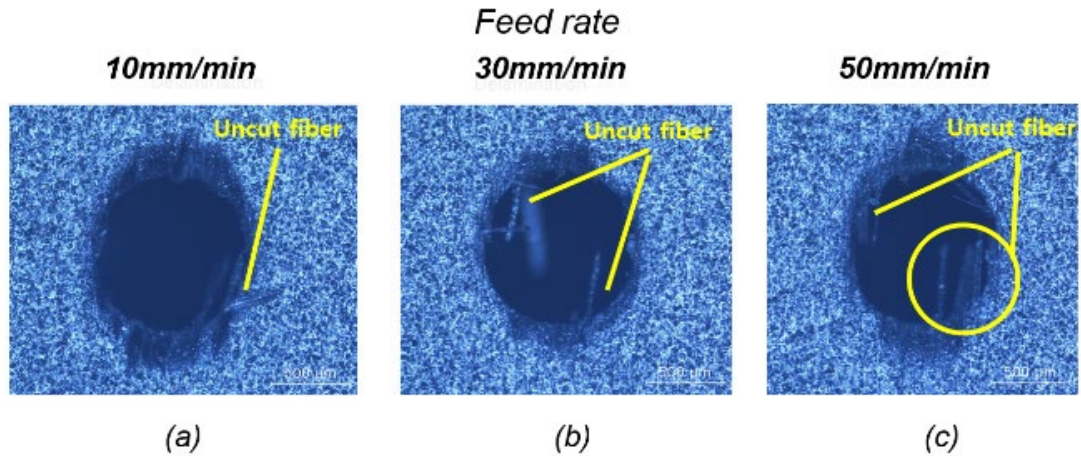 Feed rate
10mm/min
30mm/min
50mm/min
Delamination
Uncut fiber
Uncut fiber
Uncut fiber
500 µm
500 µm
500 µm
(a)
(b)
(c)